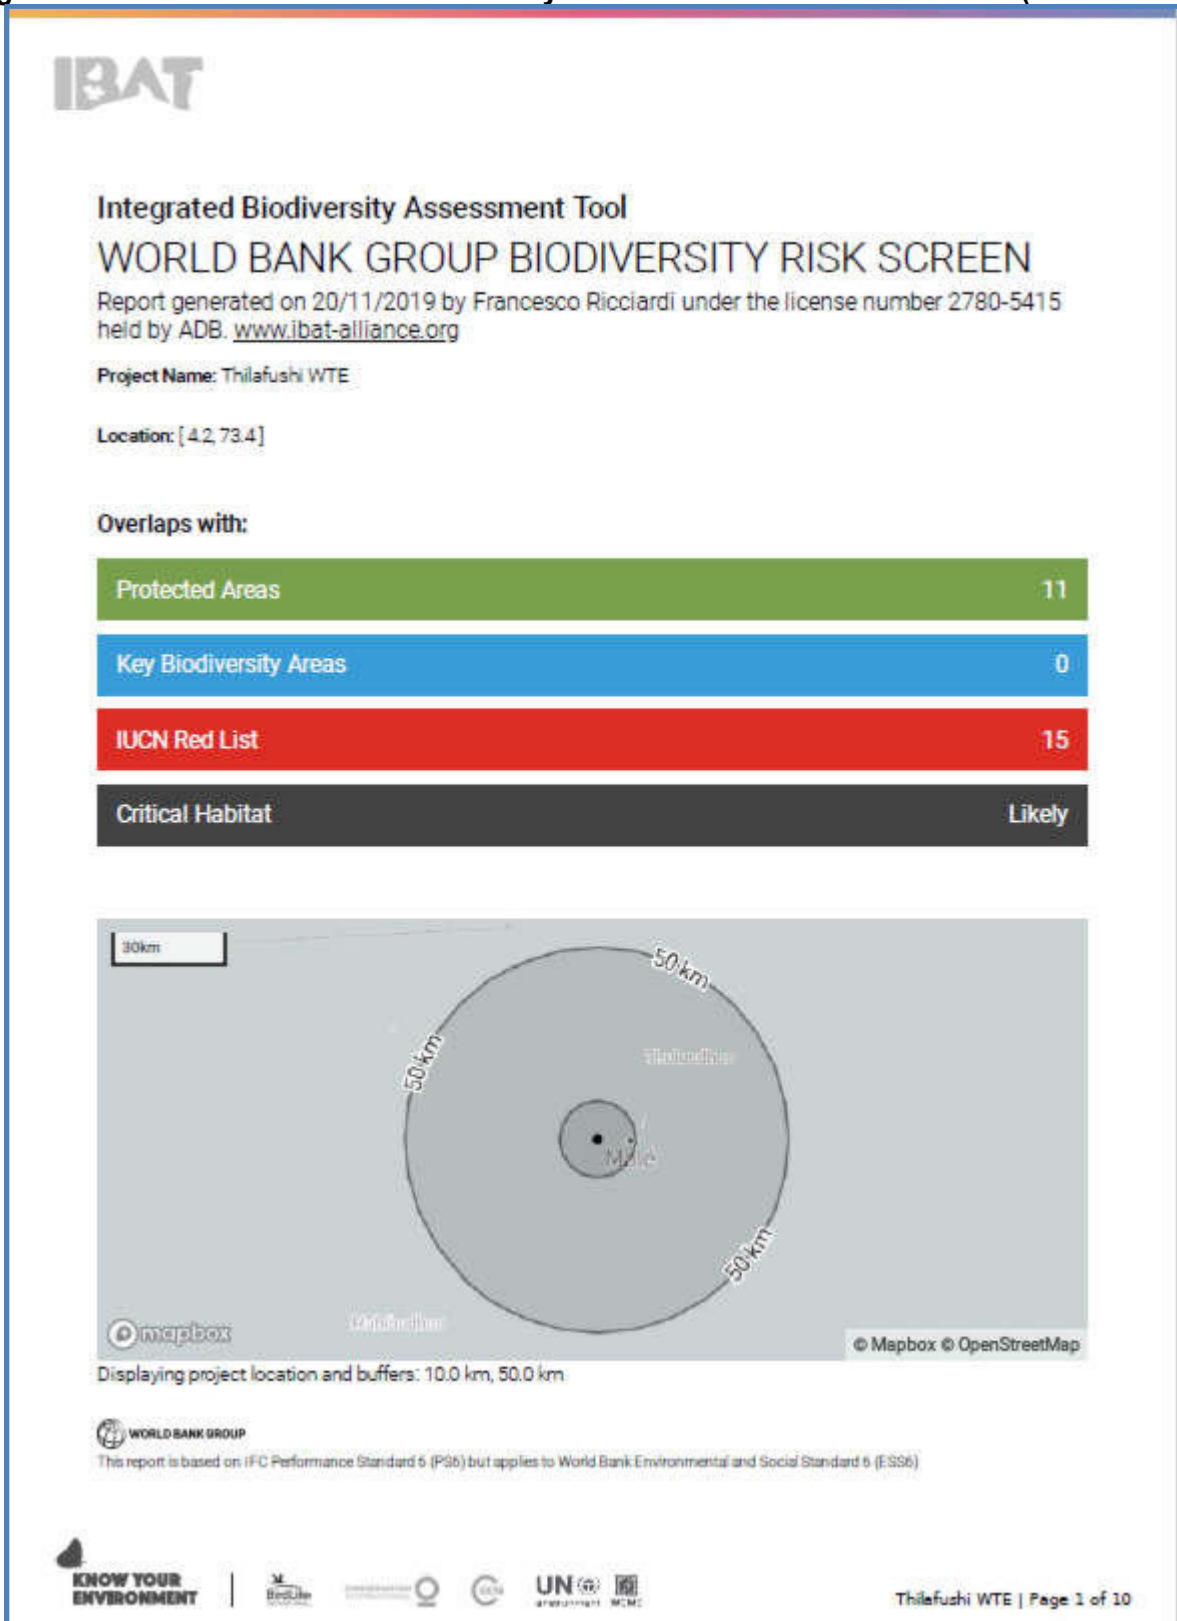 IBAT
Integrated Biodiversity Assessment Tool
WORLD BANK GROUP BIODIVERSITY RISK SCREEN
Report generated on 20/11/2019 by Francesco Ricciardi under the license number 2780-5415
held by ADB. www.ibat-alliance.org
Project Name: Thilafushi WTE
Location: [ 4.2, 73.4 ]
Overlaps with:
Protected Areas 11
Key Biodiversity Areas 0
IUCN Red List 15
Critical Habitat Likely
30km
50 km
50 km
Malé
50 km
mapbox
© Mapbox © OpenStreetMap
Displaying project location and buffers: 10.0 km, 50.0 km
WORLD BANK GROUP
This report is based on IFC Performance Standard 6 (PS6) but applies to World Bank Environmental and Social Standard 6 (ESS6)
KNOW YOUR
ENVIRONMENT
BirdLife
UN
environment WCMC
Thilafushi WTE | Page 1 of 10